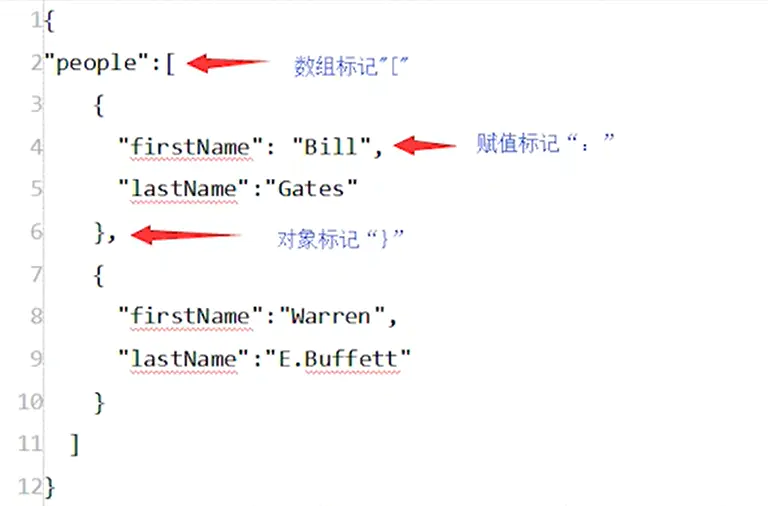 1 {
2 "people":[ 数组标记"["
3 {
4 "firstName": "Bill", 赋值标记“：”
5 "lastName":"Gates"
6 }, 对象标记“}”
7 {
8 "firstName":"Warren",
9 "lastName":"E.Buffett"
10 }
11 ]
12 }